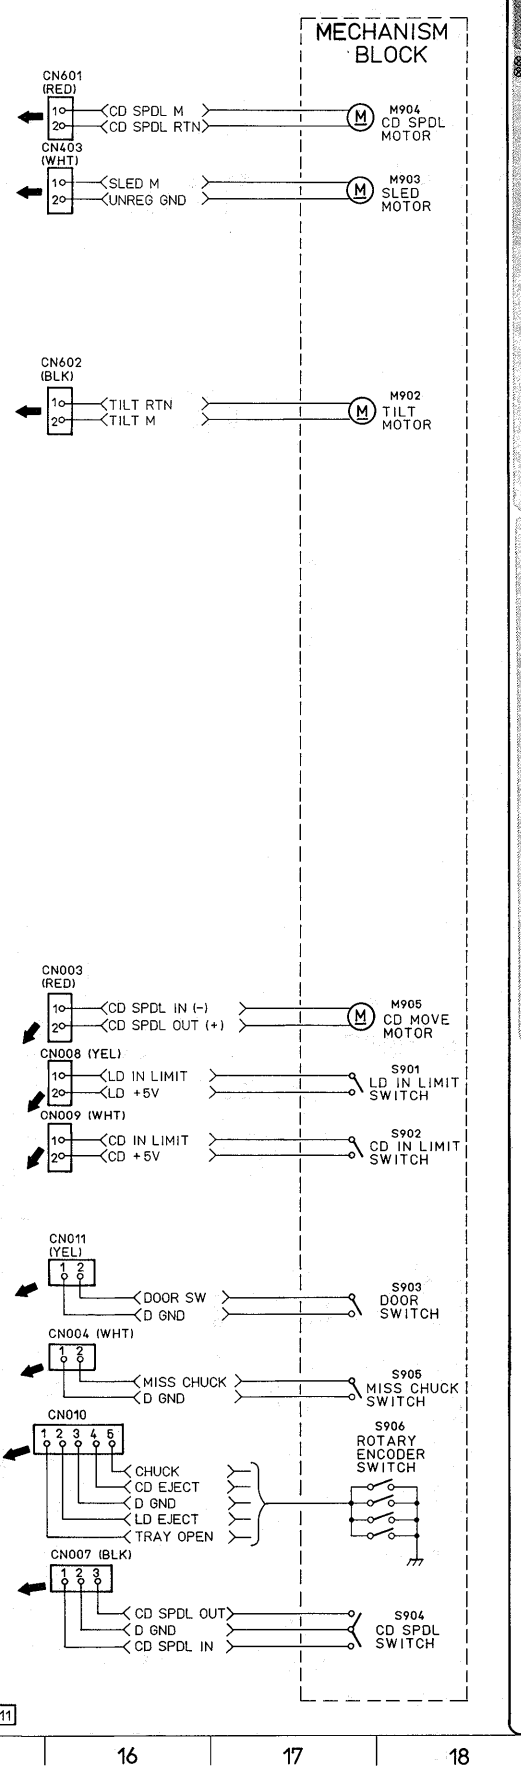 MECHANISM
BLOCK
CN601
(RED)
1 CD SPDL M
2 CD SPDL RTN
M M904
CD SPDL
MOTOR
CN403
(WHT)
1 SLED M
2 UNREG GND
M M903
SLED
MOTOR
CN602
(BLK)
1 TILT RTN
2 TILT M
M M902
TILT
MOTOR
CN003
(RED)
1 CD SPDL IN (-)
2 CD SPDL OUT (+)
M M905
CD MOVE
MOTOR
CN008 (YEL)
1 LD IN LIMIT
2 LD +5V
S901
LD IN LIMIT
SWITCH
CN009 (WHT)
1 CD IN LIMIT
2 CD +5V
S902
CD IN LIMIT
SWITCH
CN011
(YEL)
1 2
DOOR SW
D GND
S903
DOOR
SWITCH
CN004 (WHT)
1 2
MISS CHUCK
D GND
S905
MISS CHUCK
SWITCH
CN010
1 2 3 4 5
CHUCK
CD EJECT
D GND
LD EJECT
TRAY OPEN
S906
ROTARY
ENCODER
SWITCH
CN007 (BLK)
1 2 3
CD SPDL OUT
D GND
CD SPDL IN
S904
CD SPDL
SWITCH
11
16 17 18